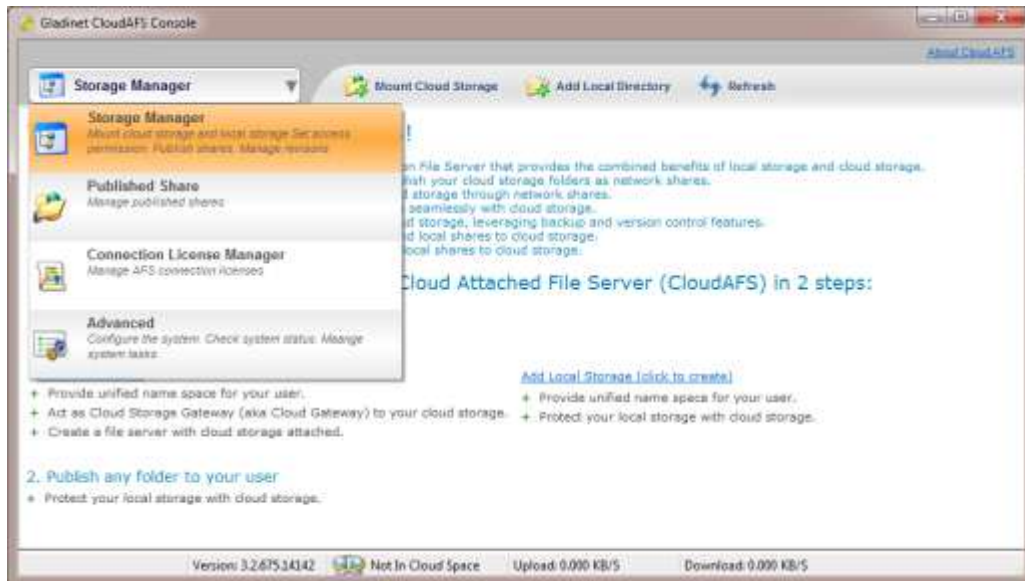 Gladinet CloudAFS Console
About CloudAFS
Storage Manager
Mount Cloud Storage
Add Local Directory
Refresh
Storage Manager
Mount cloud storage and local storage Set access
permission. Publish shares. Manage revisions
!
on File Server that provides the combined benefits of local storage and cloud storage.
ish your cloud storage folders as network shares.
d storage through network shares.
seamlessly with cloud storage.
ud storage, leveraging backup and version control features.
nd local shares to cloud storage.
local shares to cloud storage.
Published Share
Manage published shares
Connection License Manager
Manage AFS connection licenses
Cloud Attached File Server (CloudAFS) in 2 steps:
Advanced
Configure the system. Check system status. Maange
system tasks
Add Local Storage (click to create)
+ Provide unified name space for your user.
+ Act as Cloud Storage Gateway (aka Cloud Gateway) to your cloud storage.
+ Create a file server with cloud storage attached.
+ Provide unified name space for your user.
+ Protect your local storage with cloud storage.
2. Publish any folder to your user
+ Protect your local storage with cloud storage.
Version: 3.2.675.14142
Not In Cloud Space
Upload: 0.000 KB/S
Download: 0.000 KB/S